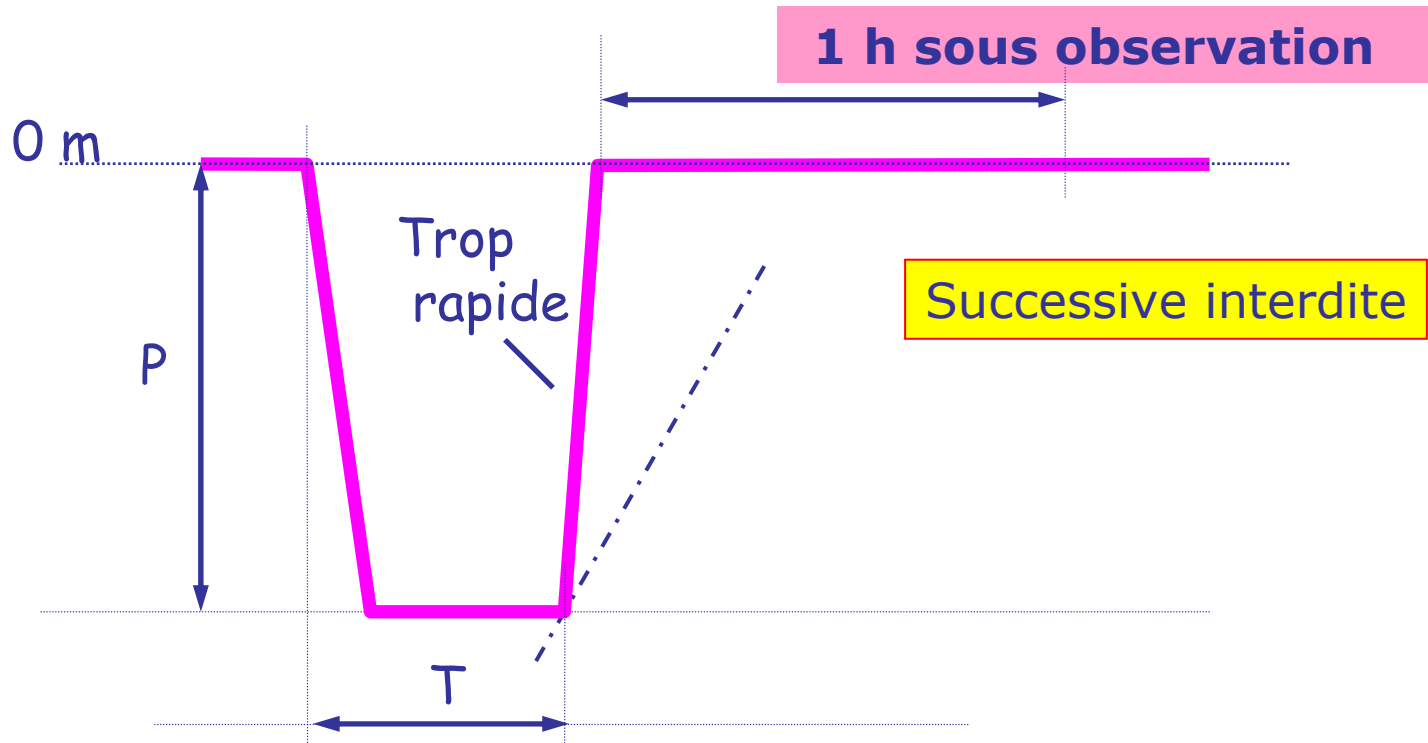 1 h sous observation
0 m
Trop
rapide
Successive interdite
P
T